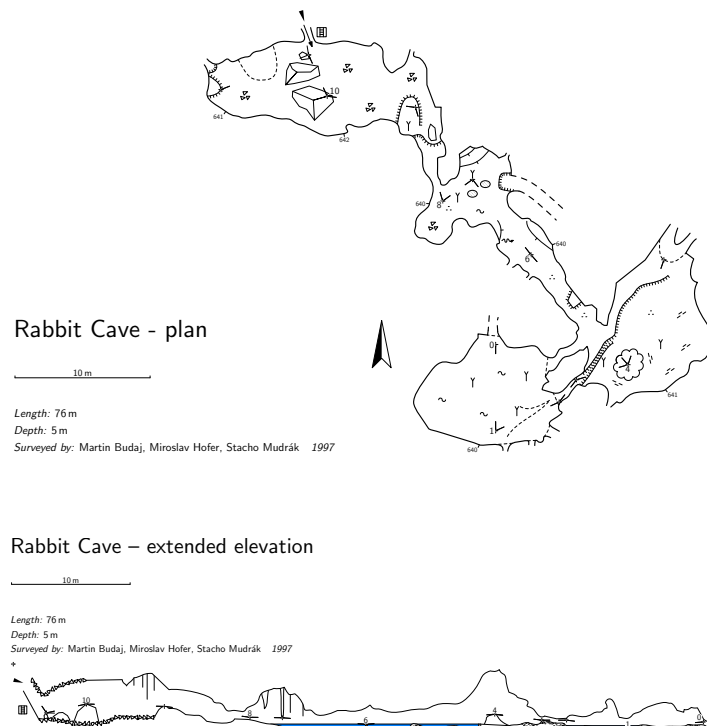 10
641
642
640
8
640
6
Rabbit Cave - plan
0
10 m
4
641
Length: 76 m
Depth: 5 m
1
Surveyed by: Martin Budaj, Miroslav Hofer, Stacho Mudrák 1997
640
Rabbit Cave – extended elevation
10 m
Length: 76 m
Depth: 5 m
Surveyed by: Martin Budaj, Miroslav Hofer, Stacho Mudrák 1997
10
8
6
4
1
0